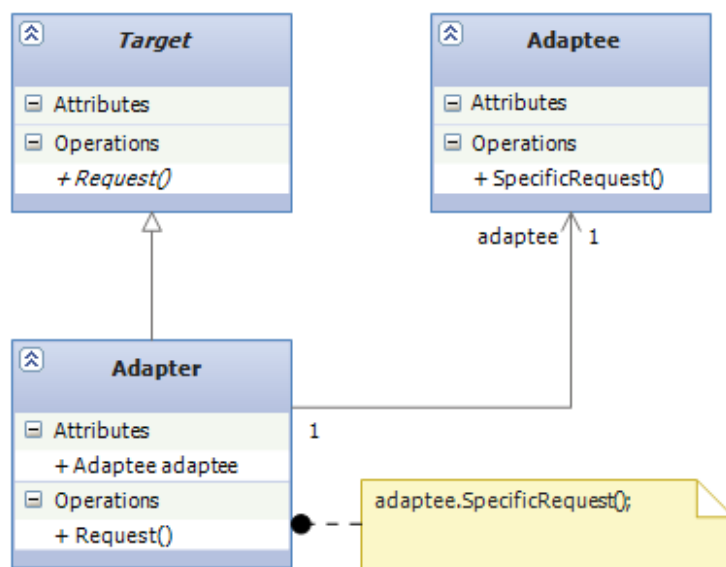 Target
Attributes
Operations
+ Request()
Adaptee
Attributes
Operations
+ SpecificRequest()
adaptee 1
Adapter
Attributes
+ Adaptee adaptee
Operations
+ Request()
1
adaptee.SpecificRequest();